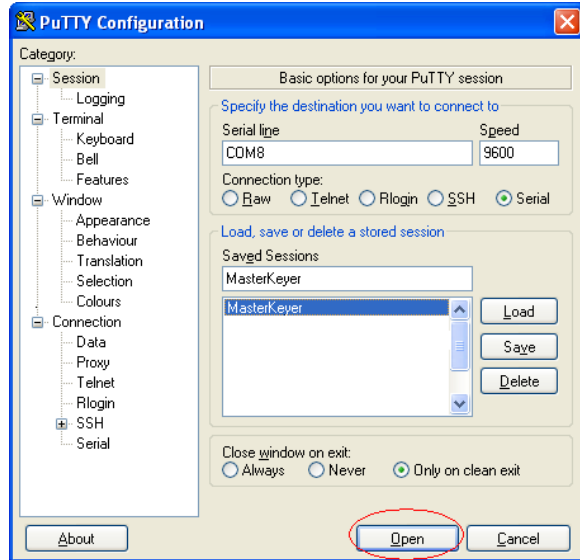 PuTTY Configuration
Category:
Session
Logging
Terminal
Keyboard
Bell
Features
Window
Appearance
Behaviour
Translation
Selection
Colours
Connection
Data
Proxy
Telnet
Rlogin
SSH
Serial
Basic options for your PuTTY session
Specify the destination you want to connect to
Serial line Speed
COM8 9600
Connection type:
Raw Telnet Rlogin SSH Serial
Load, save or delete a stored session
Saved Sessions
MasterKeyer
MasterKeyer
Load
Save
Delete
Close window on exit:
Always Never Only on clean exit
About Open Cancel